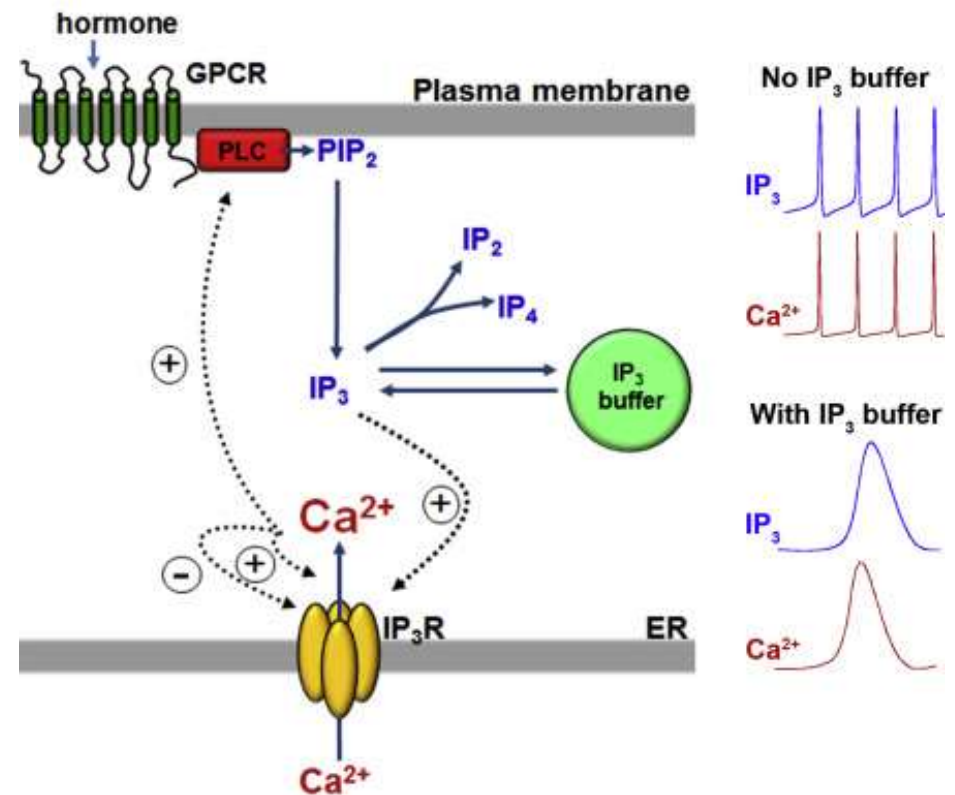 hormone
GPCR
Plasma membrane
PLC
PIP₂
IP₂
IP₄
IP₃
IP₃
buffer
+
+
Ca²⁺
+
-
IP₃R
ER
Ca²⁺
No IP₃ buffer
IP₃
Ca²⁺
With IP₃ buffer
IP₃
Ca²⁺